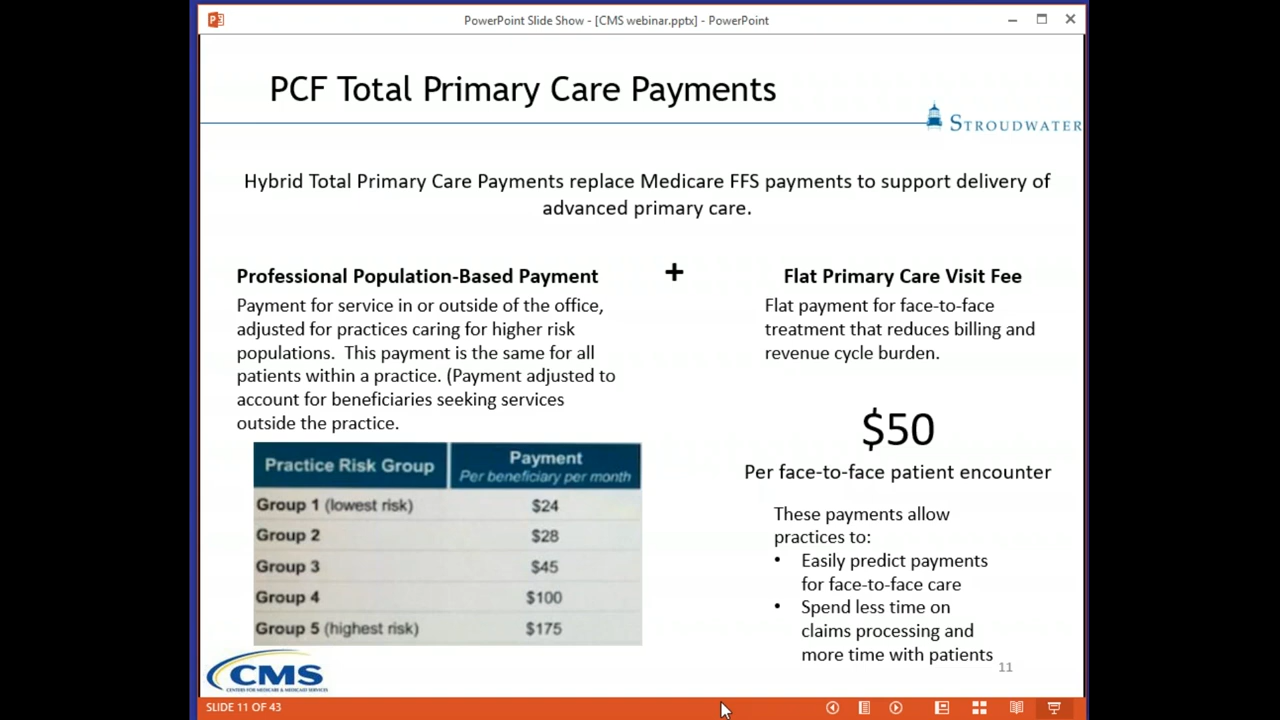 PowerPoint Slide Show - [CMS webinar.pptx] - PowerPoint
PCF Total Primary Care Payments
STROUDWATER
Hybrid Total Primary Care Payments replace Medicare FFS payments to support delivery of
advanced primary care.
Professional Population-Based Payment
Payment for service in or outside of the office,
adjusted for practices caring for higher risk
populations. This payment is the same for all
patients within a practice. (Payment adjusted to
account for beneficiaries seeking services
outside the practice.
Practice Risk Group Payment
Per beneficiary per month
Group 1 (lowest risk) $24
Group 2 $28
Group 3 $45
Group 4 $100
Group 5 (highest risk) $175
+
Flat Primary Care Visit Fee
Flat payment for face-to-face
treatment that reduces billing and
revenue cycle burden.
$50
Per face-to-face patient encounter
These payments allow
practices to:
• Easily predict payments
for face-to-face care
• Spend less time on
claims processing and
more time with patients
11
CMS
CENTERS FOR MEDICARE & MEDICAID SERVICES
SLIDE 11 OF 43